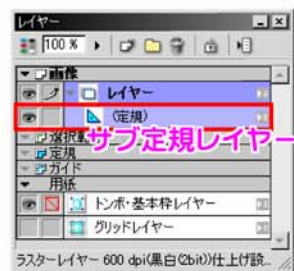 レイヤー
100 %
画像
レイヤー
(定規)
サブ定規レイヤー
選択範
定規
ガイド
用紙
トンボ・基本枠レイヤー
グリッドレイヤー
ラスターレイヤー 600 dpi(黒白(2bit))仕上げ設...